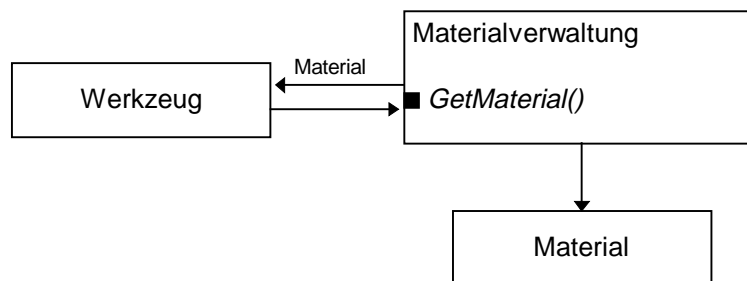 Materialverwaltung
Material
Werkzeug
GetMaterial()
Material